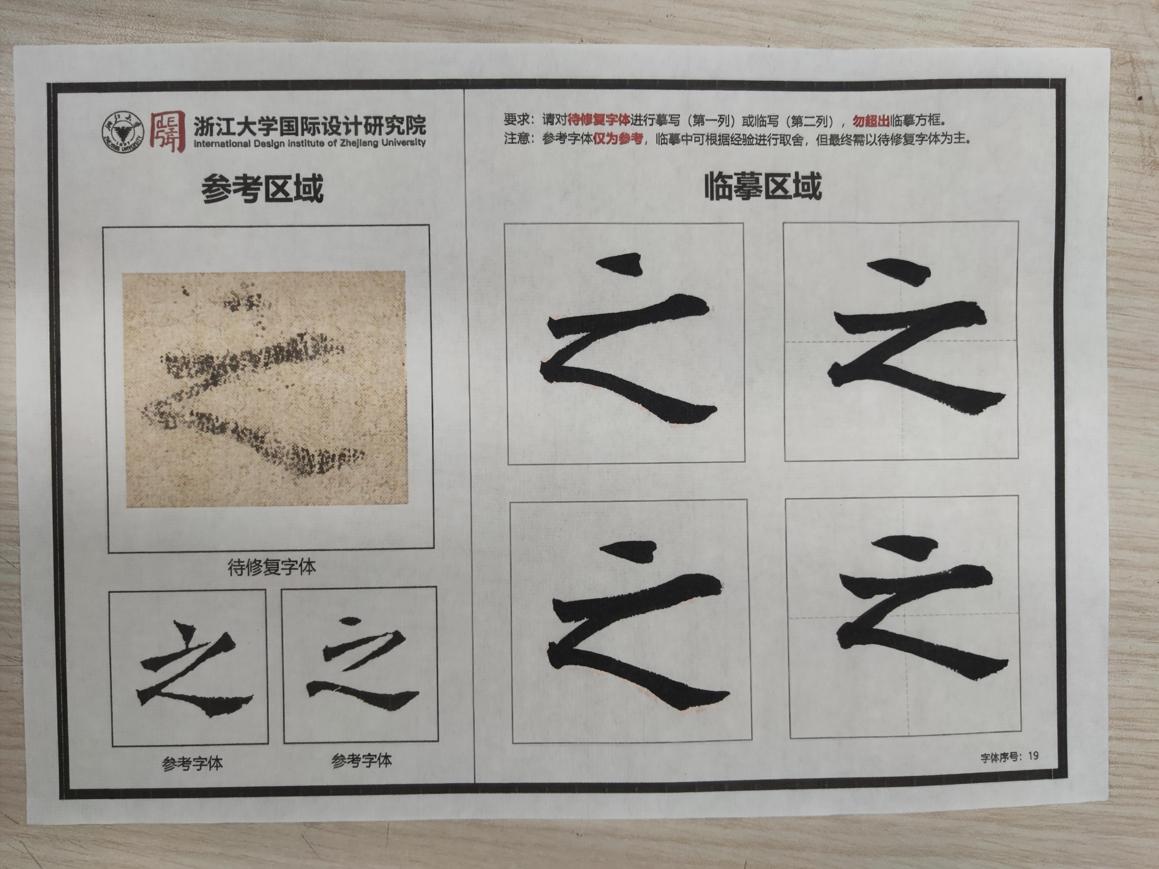 浙江大学国际设计研究院
International Design Institute of Zhejiang University
参考区域
之
待修复字体
之
之
参考字体
参考字体
要求：请对待修复字体进行摹写（第一列）或临写（第二列），勿超出临摹方框。
注意：参考字体仅为参考，临摹中可根据经验进行取舍，但最终需以待修复字体为主。
临摹区域
之
之
之
之
字体序号：19